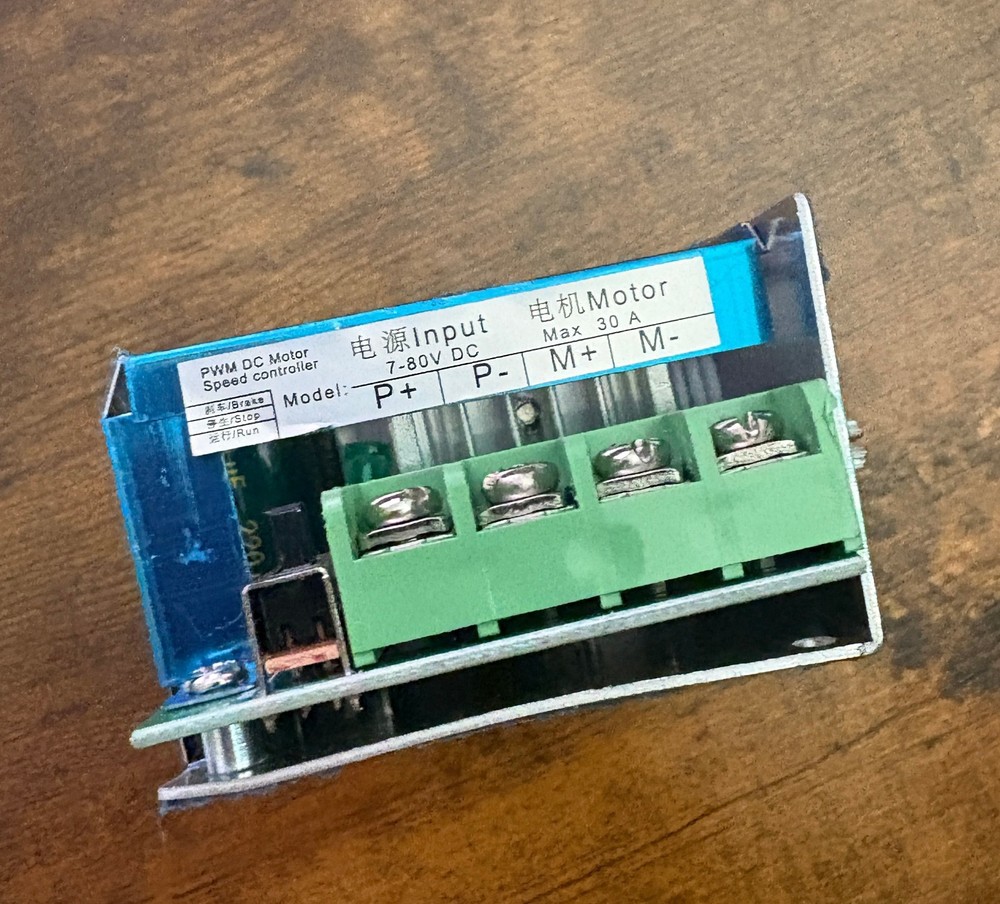 PWM DC Motor
Speed controller
刹车/Brake
停止/Stop
运行/Run
Model:
电源Input
7-80V DC
P+ P-
电机Motor
Max 30 A
M+ M-
220